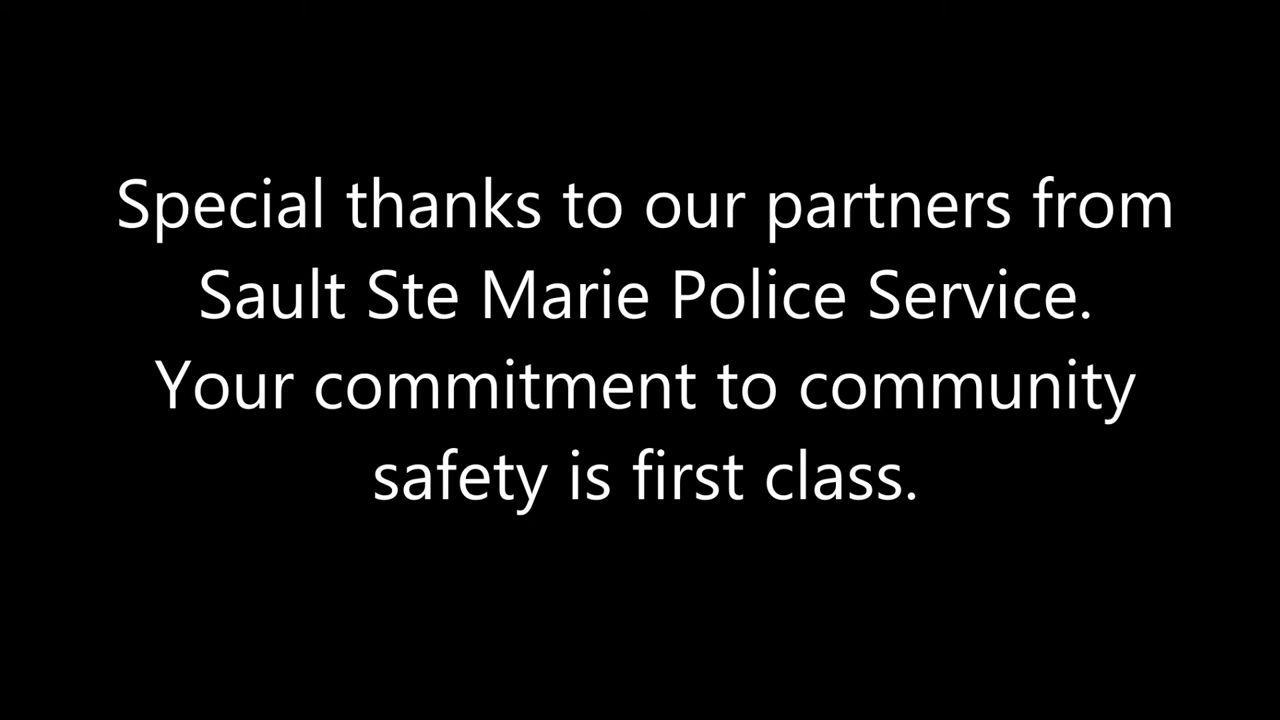 Special thanks to our partners from
Sault Ste Marie Police Service.
Your commitment to community
safety is first class.